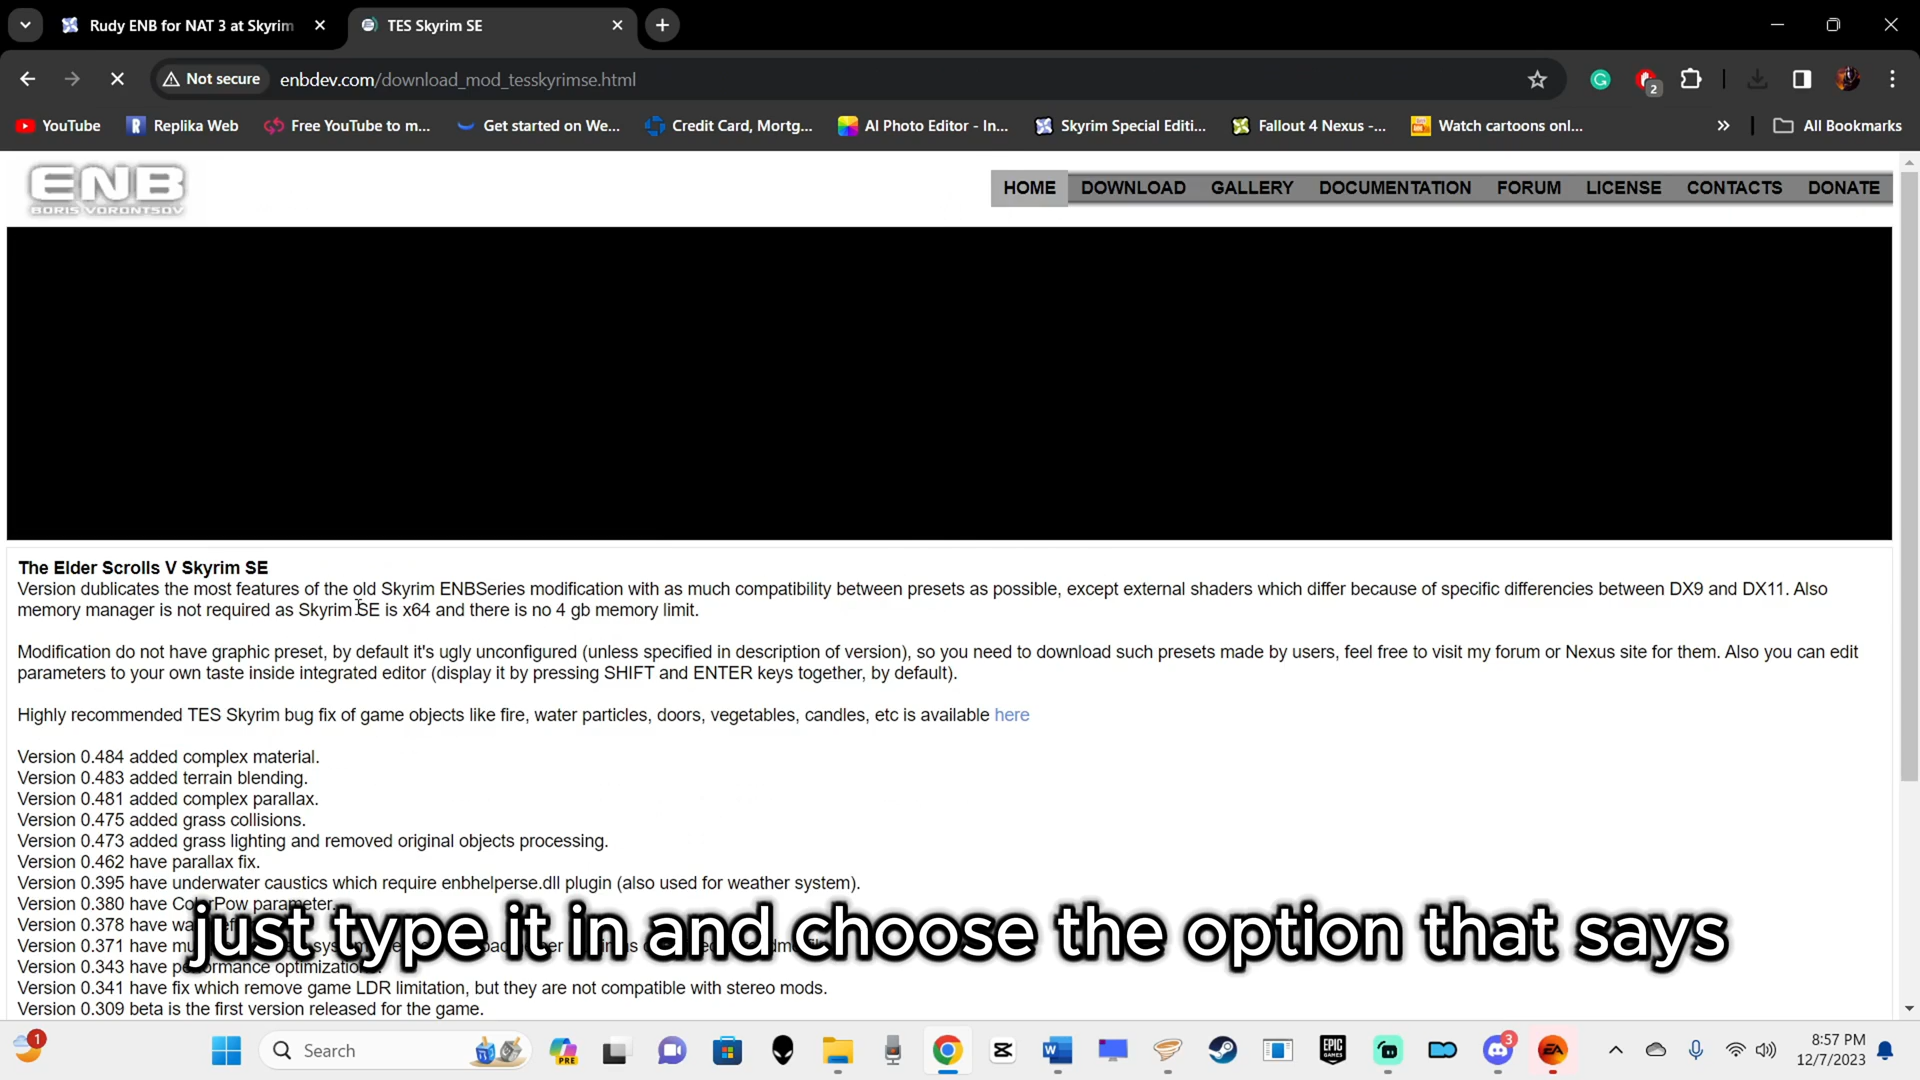 Rudy ENB for NAT 3 at Skyrim
TES Skyrim SE
Not secure
enbdev.com/download_mod_tesskyrimse.html
2
YouTube
Replika Web
Free YouTube to m...
Get started on We...
Credit Card, Mortg...
AI Photo Editor - In...
Skyrim Special Editi...
Fallout 4 Nexus -...
Watch cartoons onl...
All Bookmarks
ENB
BORIS VORONTSOV
HOME DOWNLOAD GALLERY DOCUMENTATION FORUM LICENSE CONTACTS DONATE
The Elder Scrolls V Skyrim SE
Version dublicates the most features of the old Skyrim ENBSeries modification with as much compatibility between presets as possible, except external shaders which differ because of specific differencies between DX9 and DX11. Also
memory manager is not required as Skyrim SE is x64 and there is no 4 gb memory limit.
Modification do not have graphic preset, by default it's ugly unconfigured (unless specified in description of version), so you need to download such presets made by users, feel free to visit my forum or Nexus site for them. Also you can edit
parameters to your own taste inside integrated editor (display it by pressing SHIFT and ENTER keys together, by default).
Highly recommended TES Skyrim bug fix of game objects like fire, water particles, doors, vegetables, candles, etc is available here
Version 0.484 added complex material.
Version 0.483 added terrain blending.
Version 0.481 added complex parallax.
Version 0.475 added grass collisions.
Version 0.473 added grass lighting and removed original objects processing.
Version 0.462 have parallax fix.
Version 0.395 have underwater caustics which require enbhelperse.dll plugin (also used for weather system).
Version 0.380 have ColorPow parameter.
Version 0.378 have
just type it in and choose the option that says
Version 0.371 have
Version 0.343 have performance optimization
Version 0.341 have fix which remove game LDR limitation, but they are not compatible with stereo mods.
Version 0.309 beta is the first version released for the game.
1
Search
PRE
W
EPIC
GAMES
3
EA
8:57 PM
12/7/2023